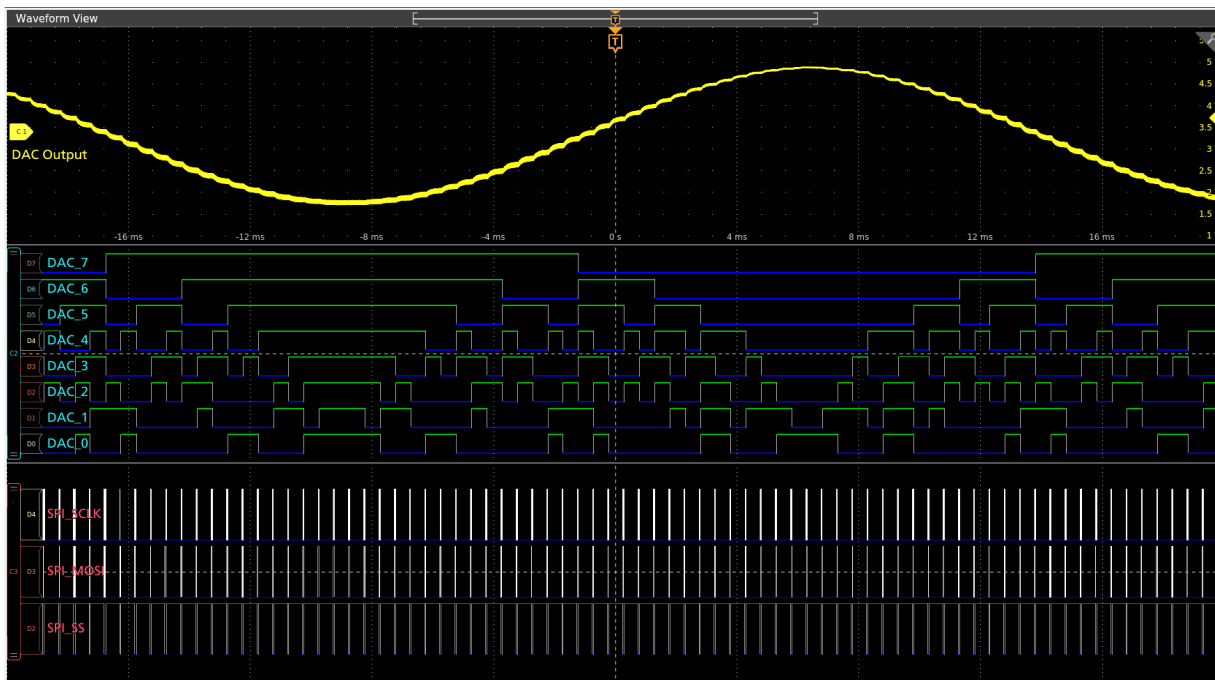 Waveform View
T
T
5
4.5
4
3.5
3
2.5
2
1.5
1
C 1
DAC Output
-16 ms -12 ms -8 ms -4 ms 0 s 4 ms 8 ms 12 ms 16 ms
D7 DAC_7
D6 DAC_6
D5 DAC_5
D4 DAC_4
C2
D3 DAC_3
D2 DAC_2
D1 DAC_1
D0 DAC_0
D4 SPI_SCLK
C3 D3 SPI_MOSI
D2 SPI_SS